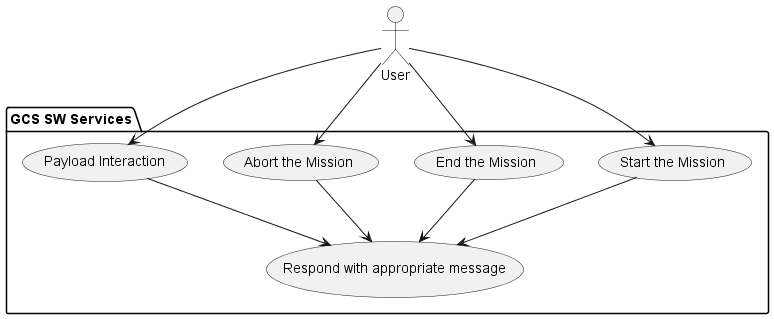 User
GCS SW Services
Payload Interaction
Abort the Mission
End the Mission
Start the Mission
Respond with appropriate message